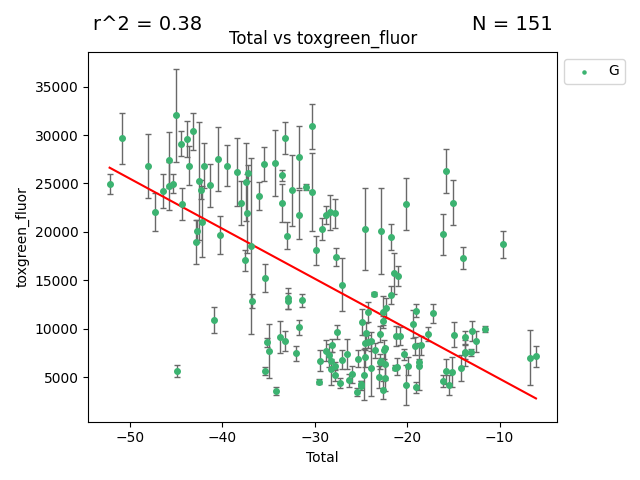 r^2 = 0.38 N = 151
Total vs toxgreen_fluor
G
35000
30000
25000
20000
15000
10000
5000
toxgreen_fluor
−50 −40 −30 −20 −10
Total